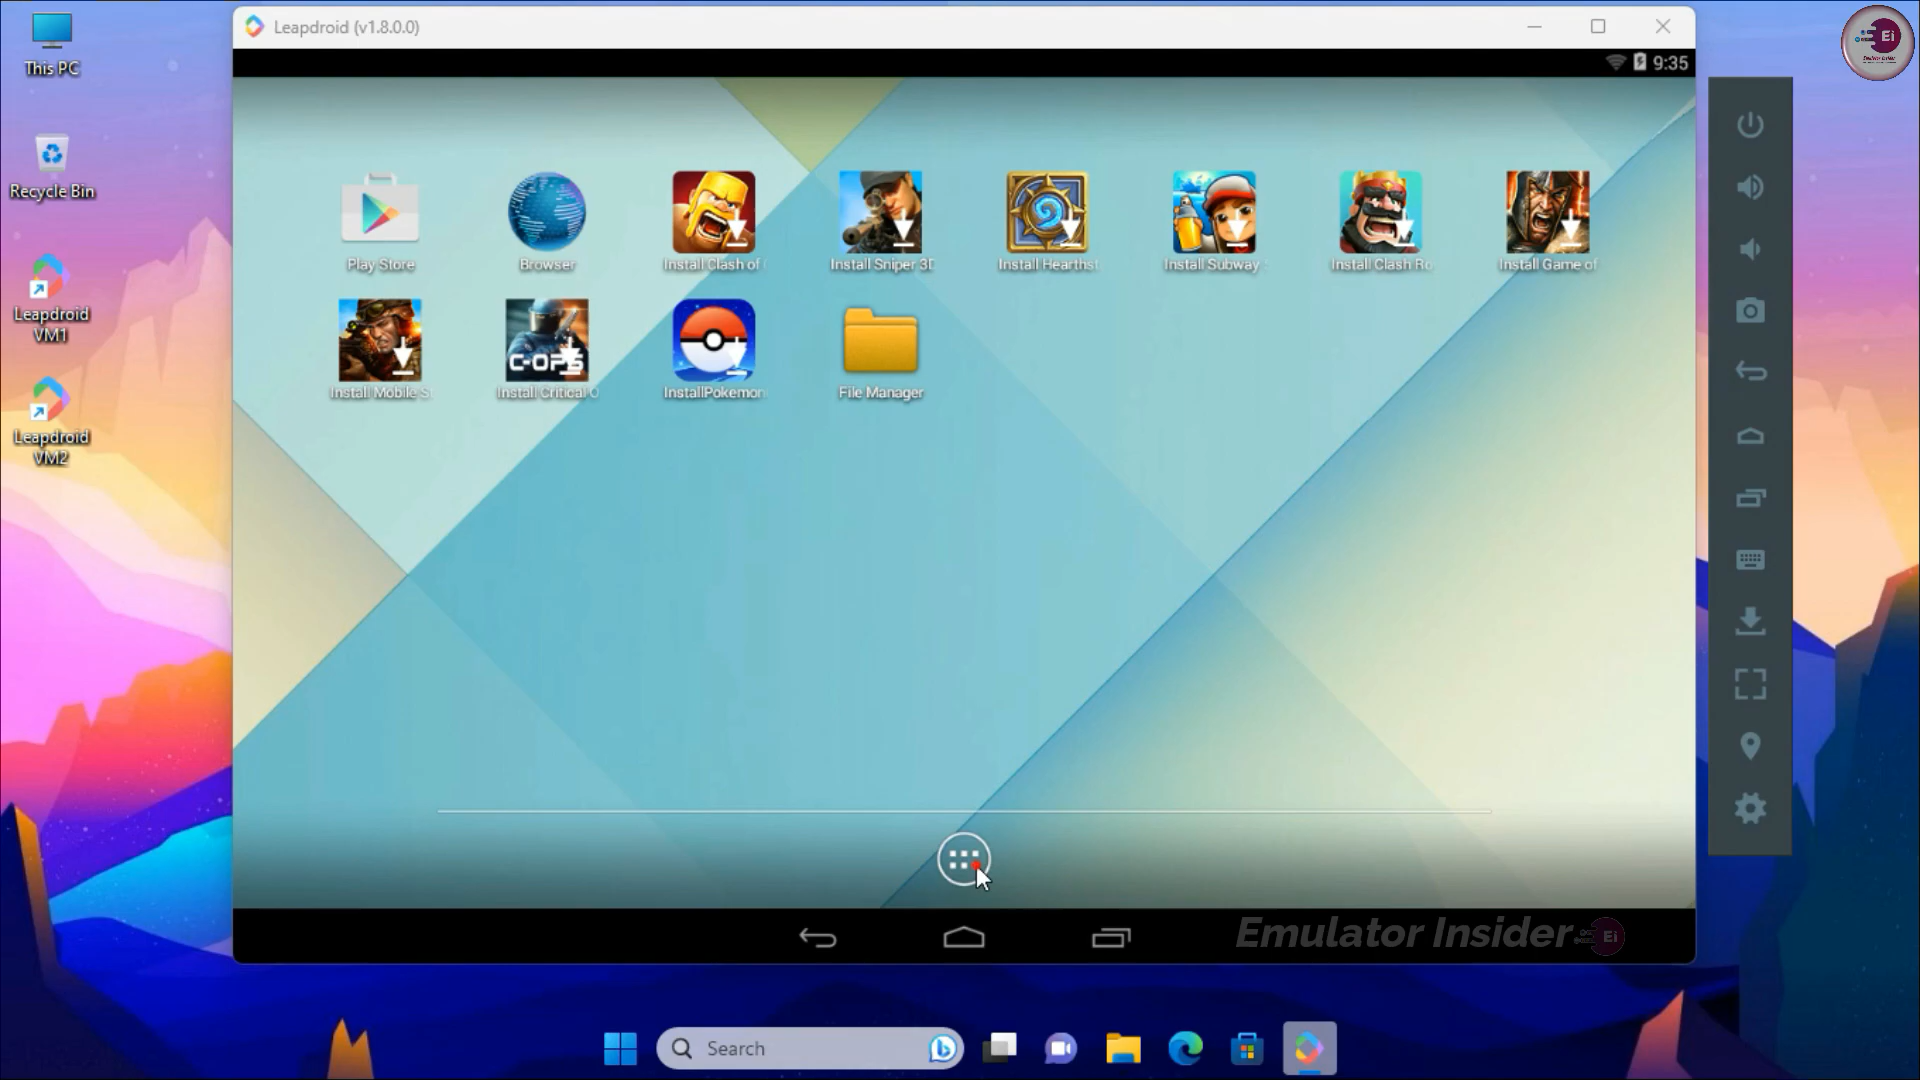 This PC
Recycle Bin
Leapdroid
VM1
Leapdroid
VM2
Leapdroid (v1.8.0.0)
9:35
Play Store
Browser
Install Clash of
Install Sniper 3D
Install Hearthst
Install Subway
Install Clash Ro
Install Game of
Install Mobile S
C-OPS
Install Critical O
InstallPokemon
File Manager
Emulator Insider
Ei
Ei
Search